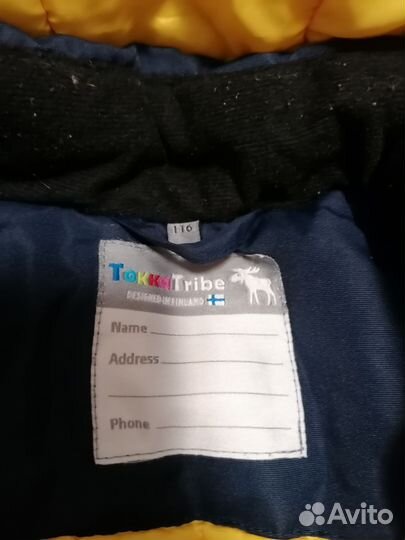 116
TOKKATribe
DESIGNED IN FINLAND
Name
Address
Phone
Avito